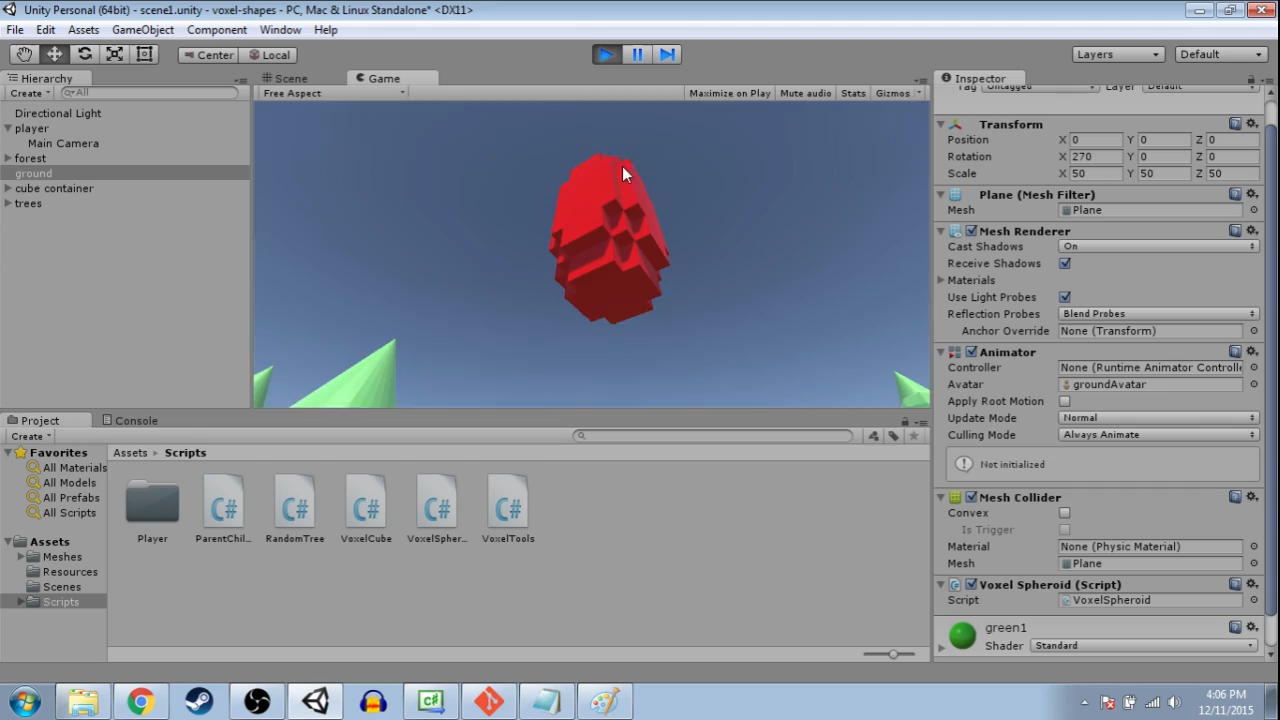 Unity Personal (64bit) - scene1.unity - voxel-shapes - PC, Mac & Linux Standalone* <DX11>
File Edit Assets GameObject Component Window Help
Center Local Layers Default
Hierarchy
Create All
Directional Light
player
Main Camera
forest
ground
cube container
trees
Scene Game
Free Aspect Maximize on Play Mute audio Stats Gizmos
Inspector
Tag Untagged Layer Default
Transform
Position X 0 Y 0 Z 0
Rotation X 270 Y 0 Z 0
Scale X 50 Y 50 Z 50
Plane (Mesh Filter)
Mesh Plane
Mesh Renderer
Cast Shadows On
Receive Shadows
Materials
Use Light Probes
Reflection Probes Blend Probes
Anchor Override None (Transform)
Animator
Controller None (Runtime Animator Controlle
Avatar groundAvatar
Apply Root Motion
Update Mode Normal
Culling Mode Always Animate
Not initialized
Mesh Collider
Convex
Is Trigger
Material None (Physic Material)
Mesh Plane
Voxel Spheroid (Script)
Script VoxelSpheroid
green1
Shader Standard
Project Console
Create
Favorites
All Materials
All Models
All Prefabs
All Scripts
Assets
Meshes
Resources
Scenes
Scripts
Assets Scripts
C# C# C# C# C#
Player ParentChil... RandomTree VoxelCube VoxelSpher... VoxelTools
C#
4:06 PM
12/11/2015